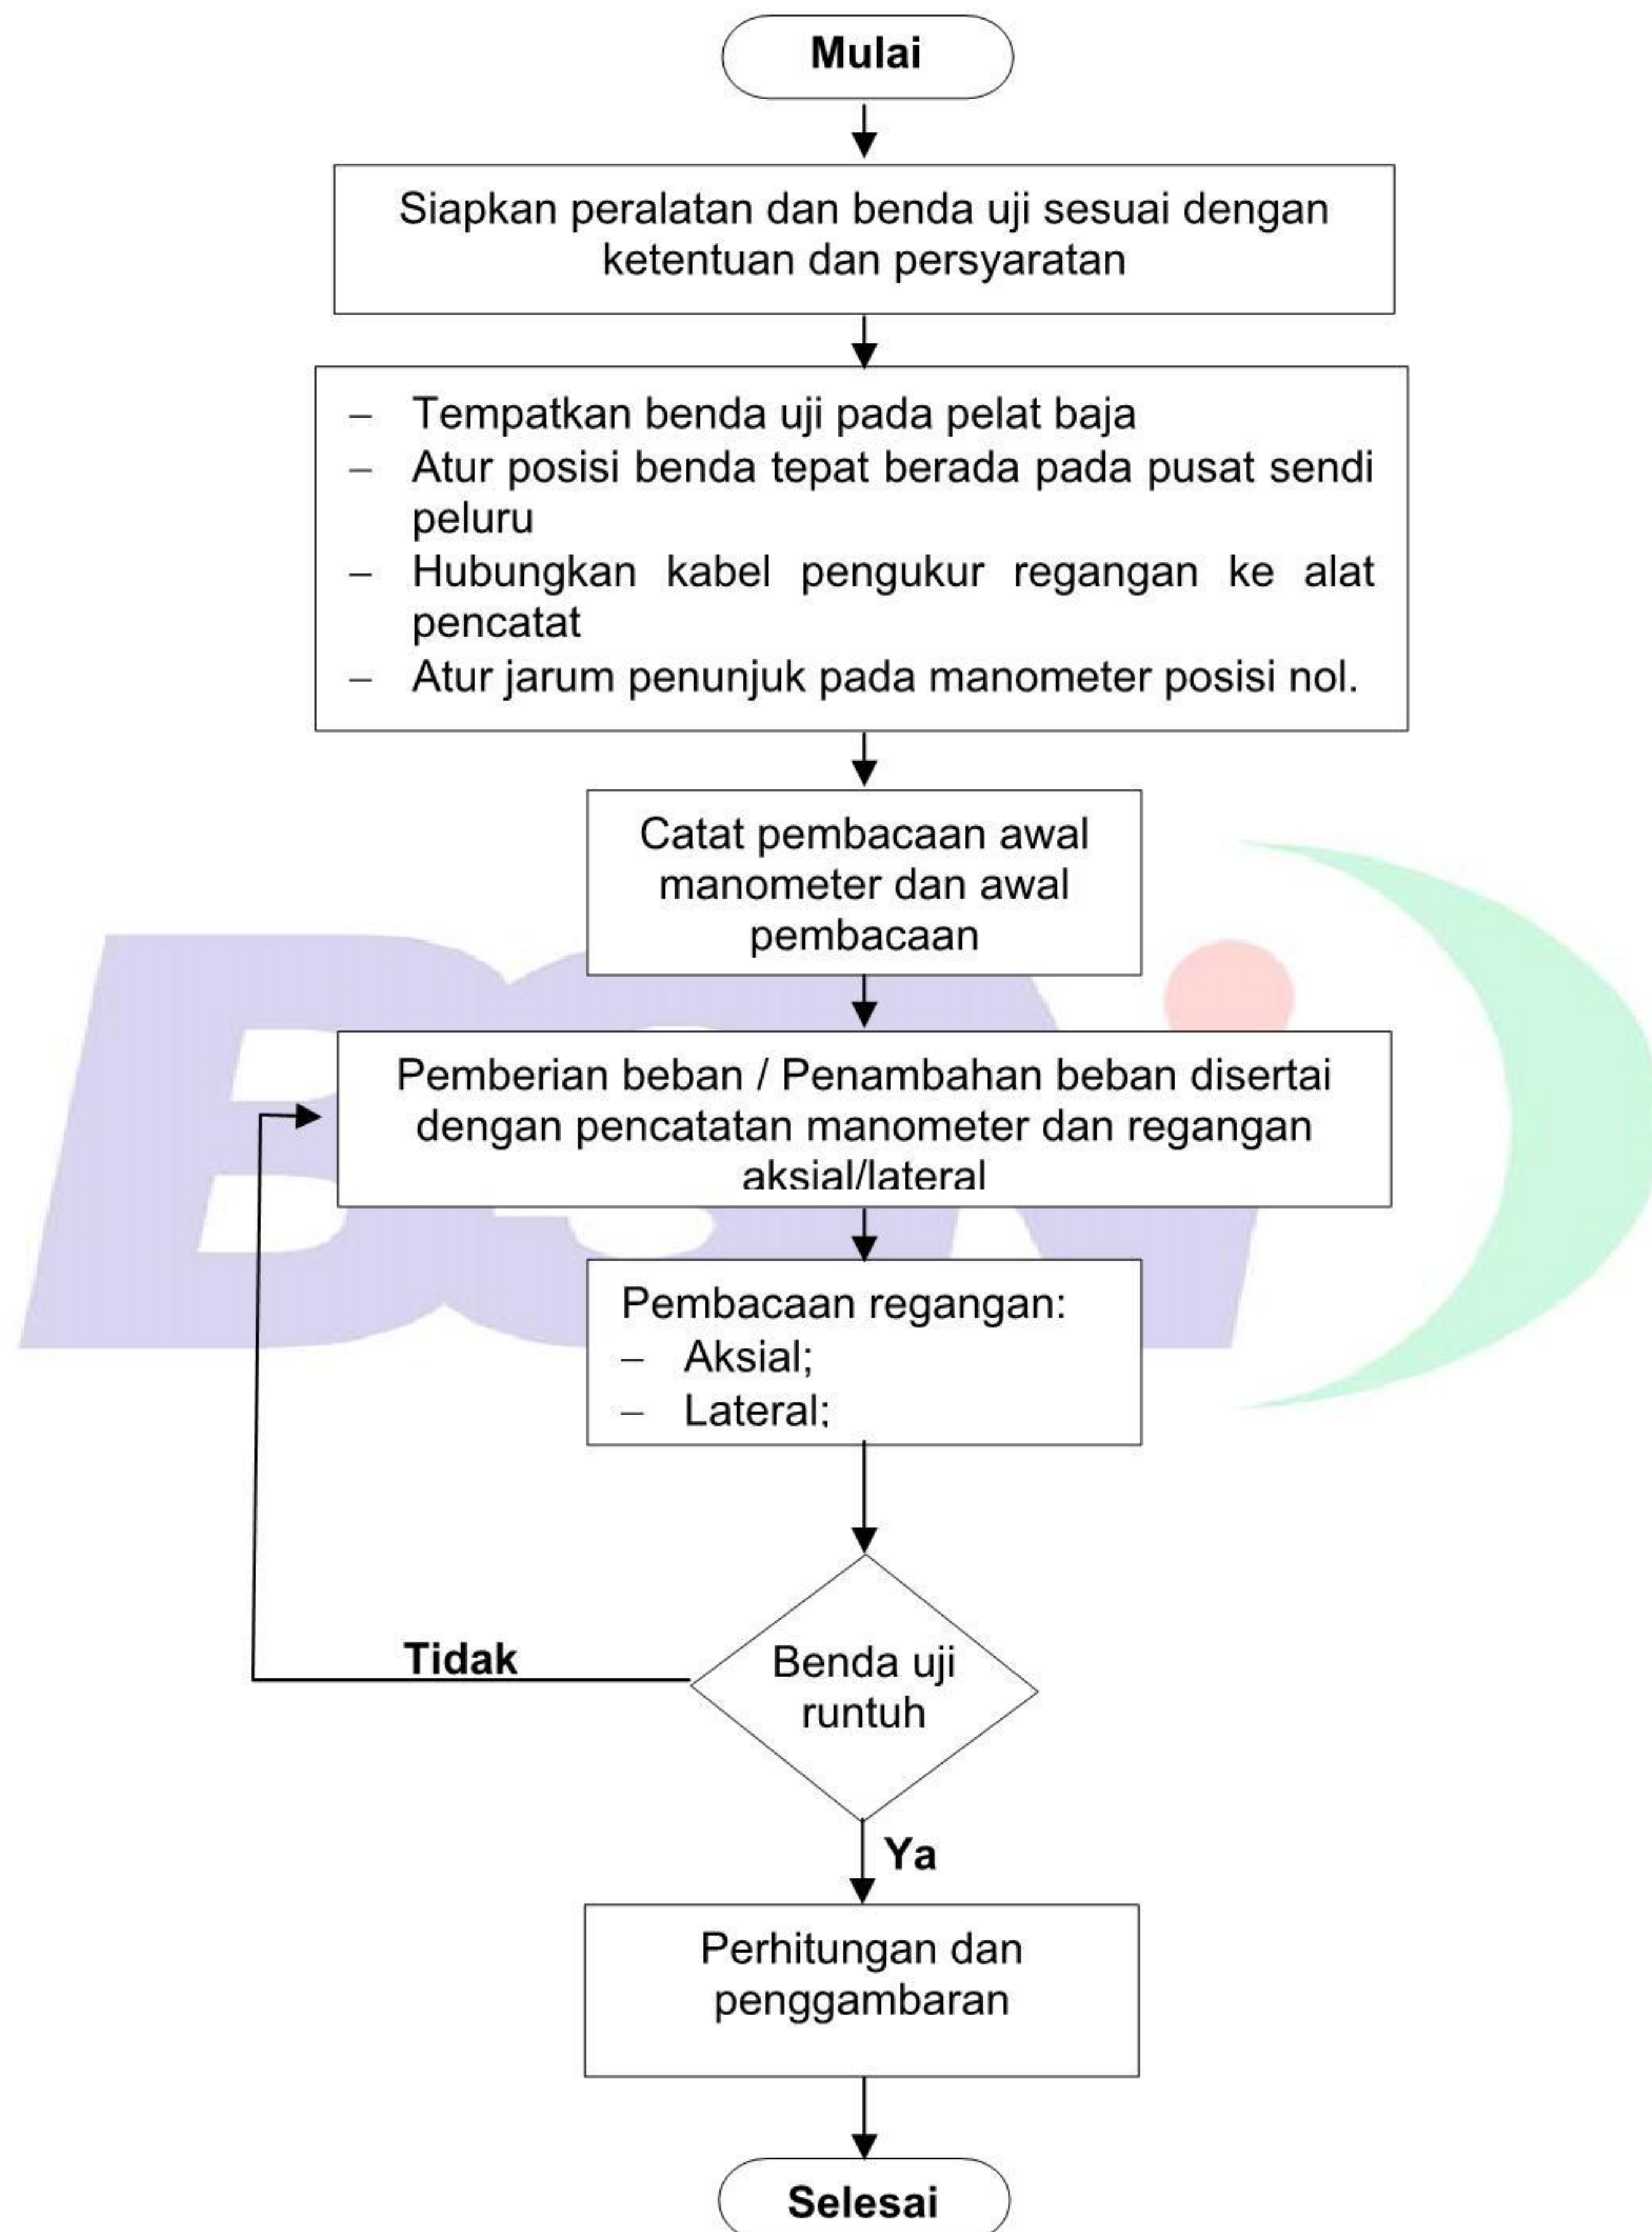 Mulai
Siapkan peralatan dan benda uji sesuai dengan
ketentuan dan persyaratan
– Tempatkan benda uji pada pelat baja
– Atur posisi benda tepat berada pada pusat sendi
peluru
– Hubungkan kabel pengukur regangan ke alat
pencatat
– Atur jarum penunjuk pada manometer posisi nol.
Catat pembacaan awal
manometer dan awal
pembacaan
Pemberian beban / Penambahan beban disertai
dengan pencatatan manometer dan regangan
aksial/lateral
Pembacaan regangan:
– Aksial;
– Lateral;
Benda uji
runtuh
Tidak
Ya
Perhitungan dan
penggambaran
Selesai
BSNi